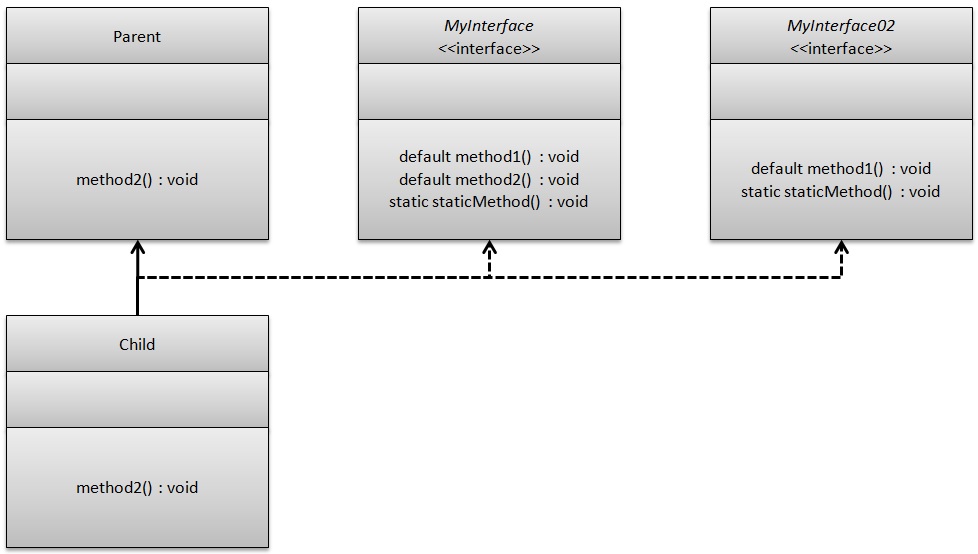 Parent
method2() : void
MyInterface
<<interface>>
default method1() : void
default method2() : void
static staticMethod() : void
MyInterface02
<<interface>>
default method1() : void
static staticMethod() : void
Child
method2() : void